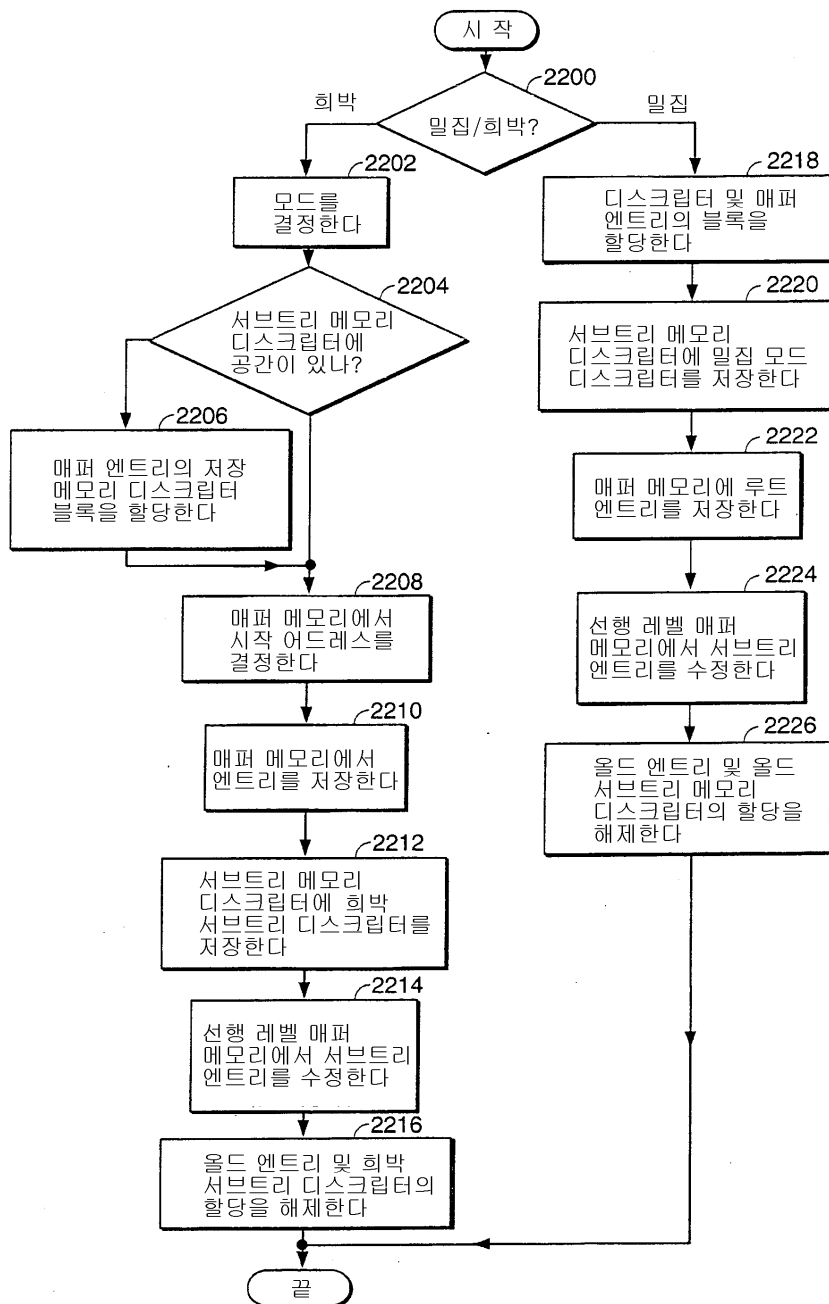 시 작
2200
밀집/희박?
희박
밀집
2202
모드를
결정한다
2204
서브트리 메모리
디스크립터에
공간이 있나?
2206
매퍼 엔트리의 저장
메모리 디스크립터
블록을 할당한다
2208
매퍼 메모리에서
시작 어드레스를
결정한다
2210
매퍼 메모리에서
엔트리를 저장한다
2212
서브트리 메모리
디스크립터에 희박
서브트리 디스크립터를
저장한다
2214
선행 레벨 매퍼
메모리에서 서브트리
엔트리를 수정한다
2216
올드 엔트리 및 희박
서브트리 디스크립터의
할당을 해제한다
2218
디스크립터 및 매퍼
엔트리의 블록을
할당한다
2220
서브트리 메모리
디스크립터에 밀집 모드
디스크립터를 저장한다
2222
매퍼 메모리에 루트
엔트리를 저장한다
2224
선행 레벨 매퍼
메모리에서 서브트리
엔트리를 수정한다
2226
올드 엔트리 및 올드
서브트리 메모리
디스크립터의 할당을
해제한다
끝